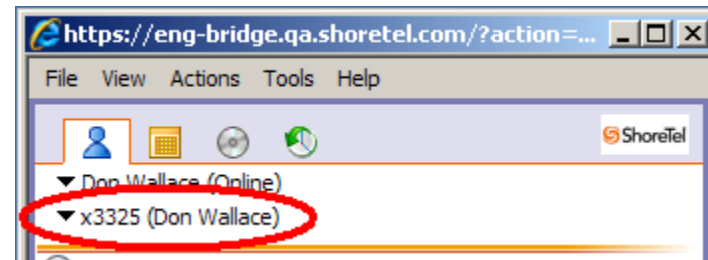 https://eng-bridge.qa.shoretel.com/?action=...
File View Actions Tools Help
ShoreTel
Don Wallace (Online)
x3325 (Don Wallace)